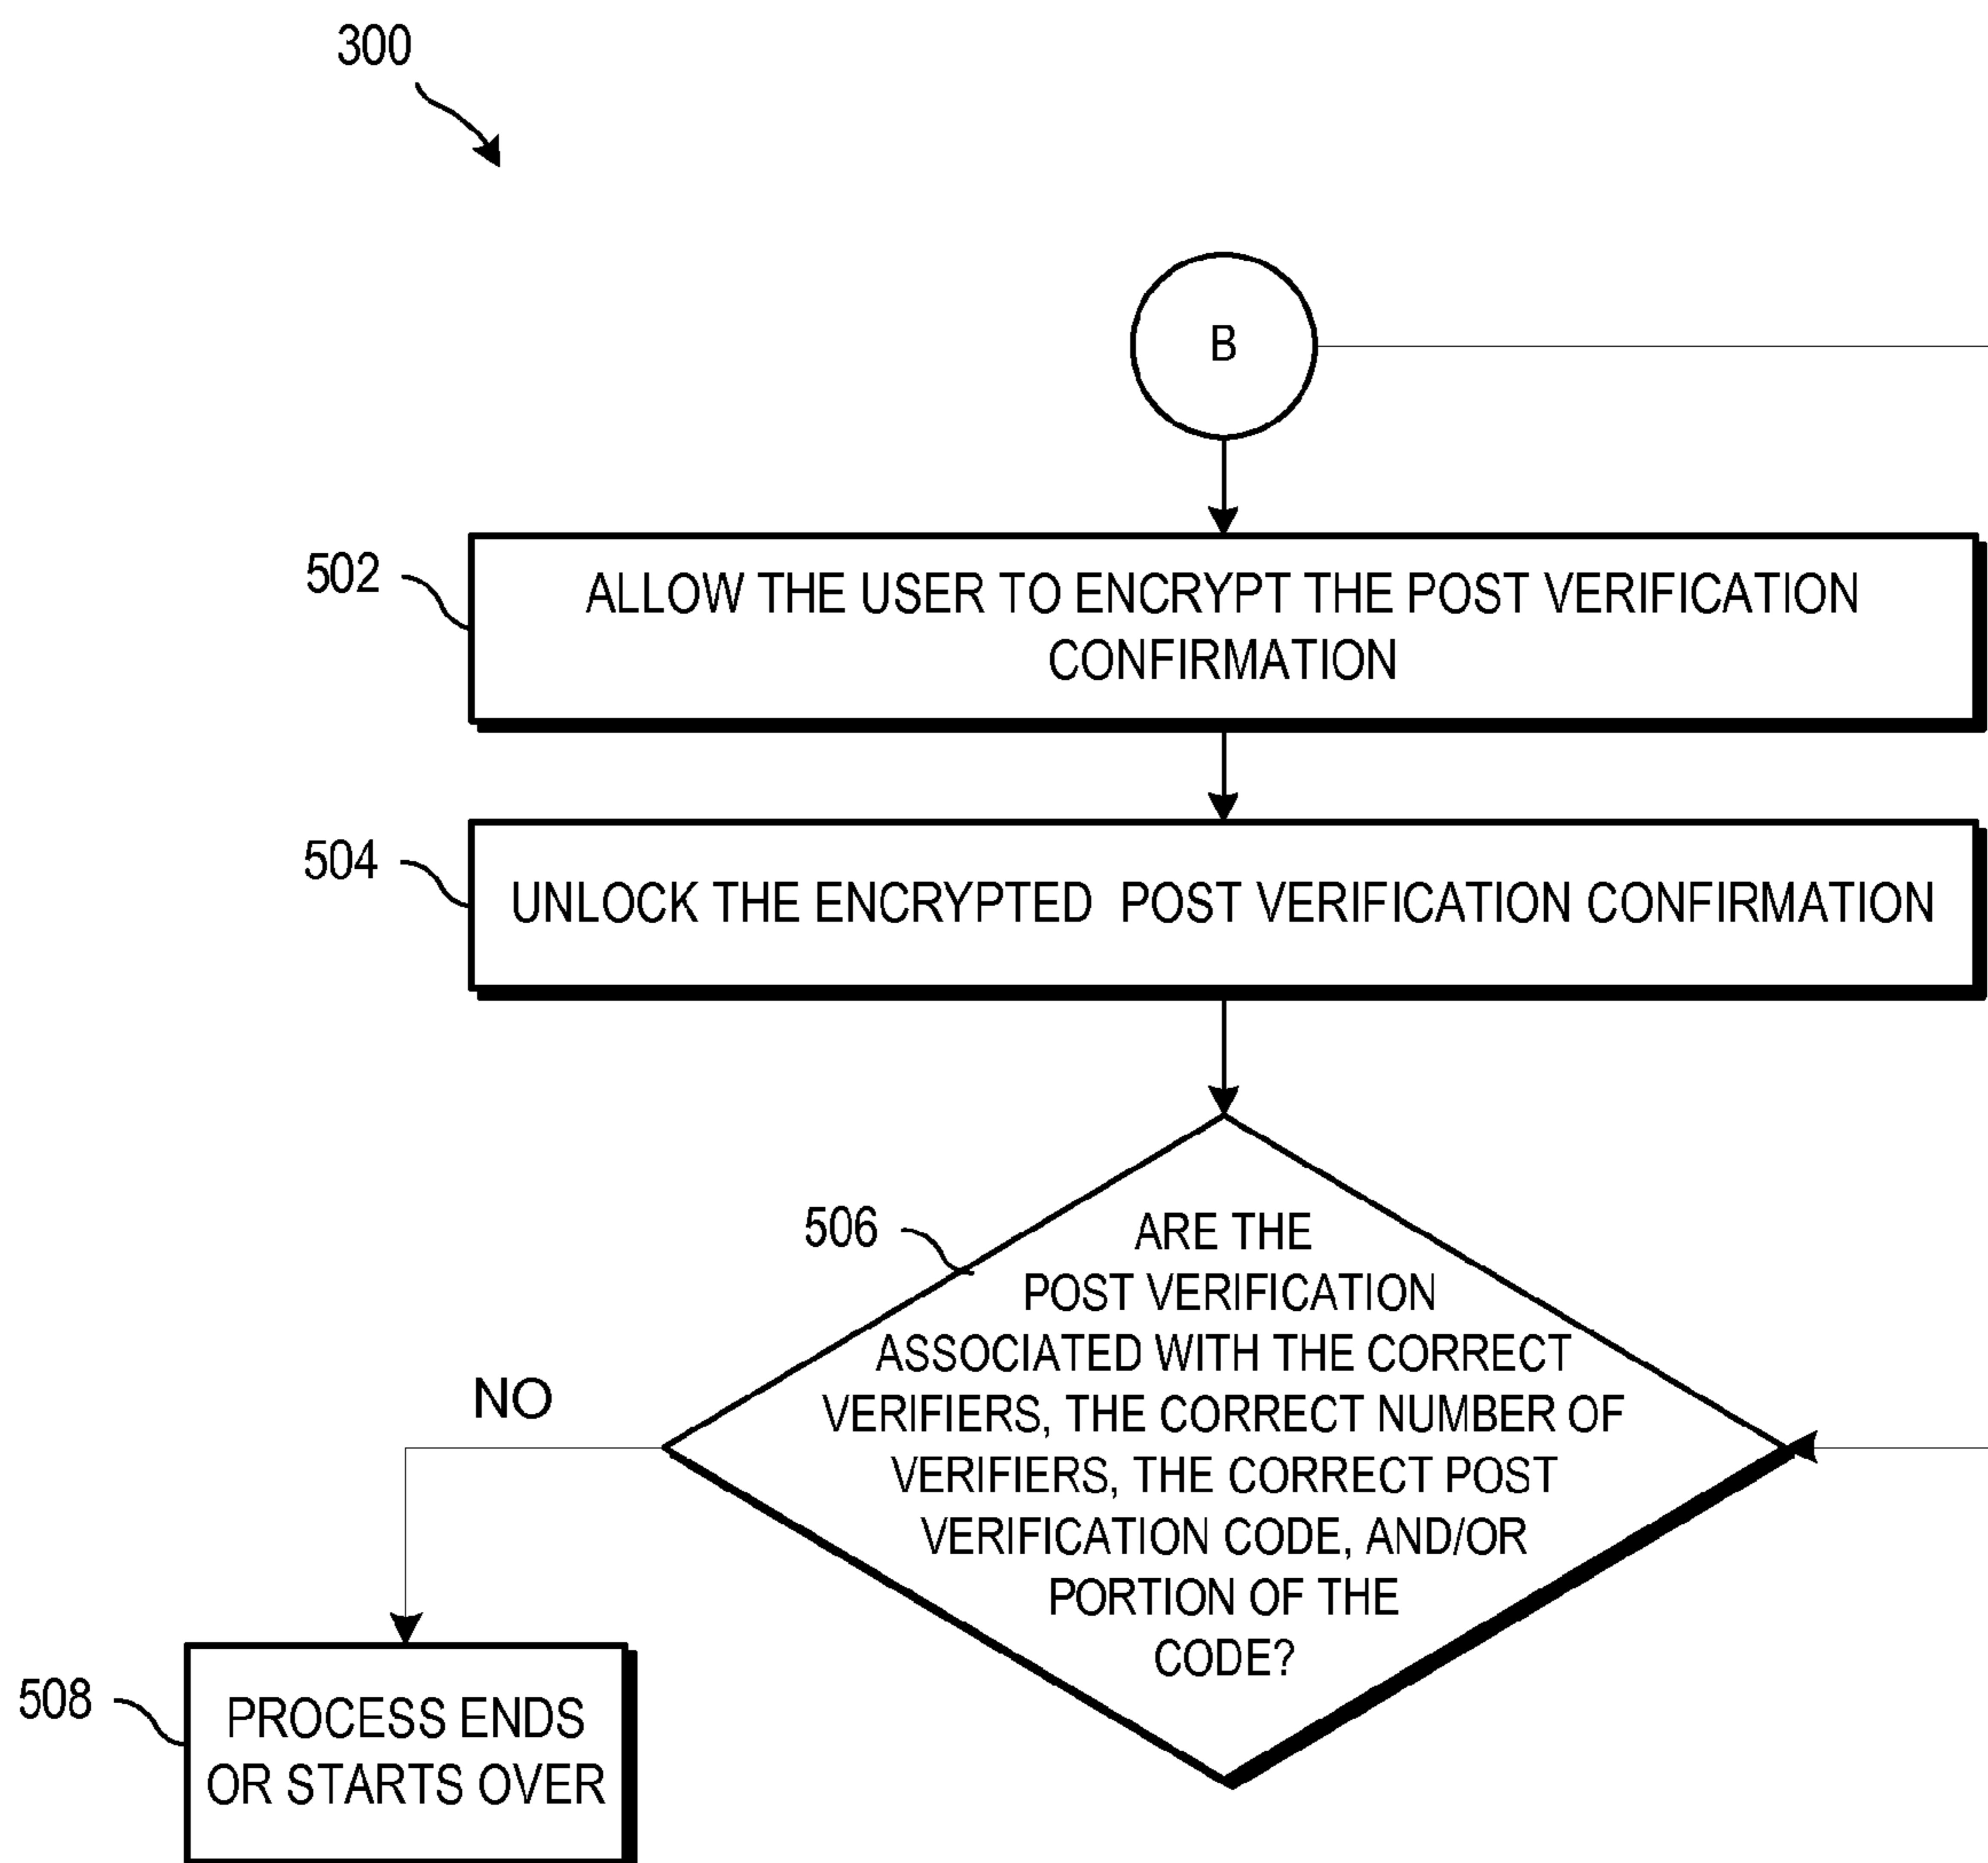 300
B
502
ALLOW THE USER TO ENCRYPT THE POST VERIFICATION
CONFIRMATION
504
UNLOCK THE ENCRYPTED POST VERIFICATION CONFIRMATION
506
ARE THE
POST VERIFICATION
ASSOCIATED WITH THE CORRECT
VERIFIERS, THE CORRECT NUMBER OF
VERIFIERS, THE CORRECT POST
VERIFICATION CODE, AND/OR
PORTION OF THE
CODE?
NO
508
PROCESS ENDS
OR STARTS OVER